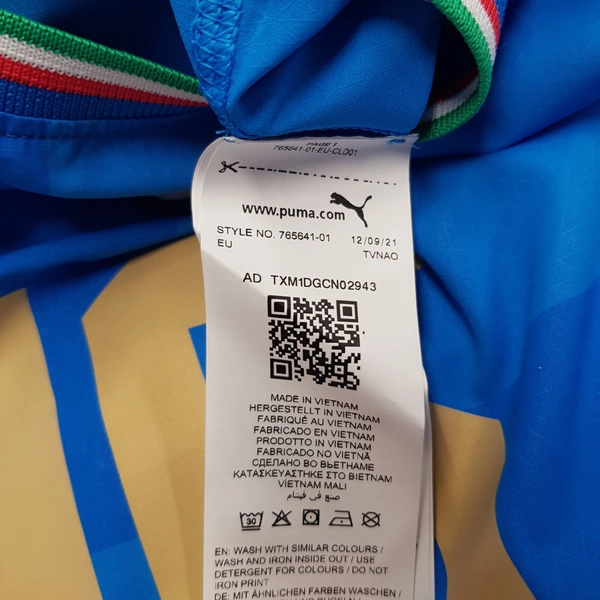 PAGE 1
765641-01-EU-CLD01
www.puma.com
STYLE NO. 765641-01 12/09/21
EU TVNAO
AD TXM1DGCN02943
MADE IN VIETNAM
HERGESTELLT IN VIETNAM
FABRIQUÉ AU VIETNAM
FABRICADO EN VIETNAM
PRODOTTO IN VIETNAM
FABRICADO NO VIETNÃ
СДЕЛАНО ВО ВЬЕТНАМЕ
ΚΑΤΑΣΚΕΥΑΣΤΗΚΕ ΣΤΟ ΒΙΕΤΝΑΜ
VİETNAM MALI
صنع في فيتنام
30
EN: WASH WITH SIMILAR COLOURS /
WASH AND IRON INSIDE OUT / USE
DETERGENT FOR COLOURS / DO NOT
IRON PRINT
DE: MIT ÄHNLICHEN FARBEN WASCHEN /